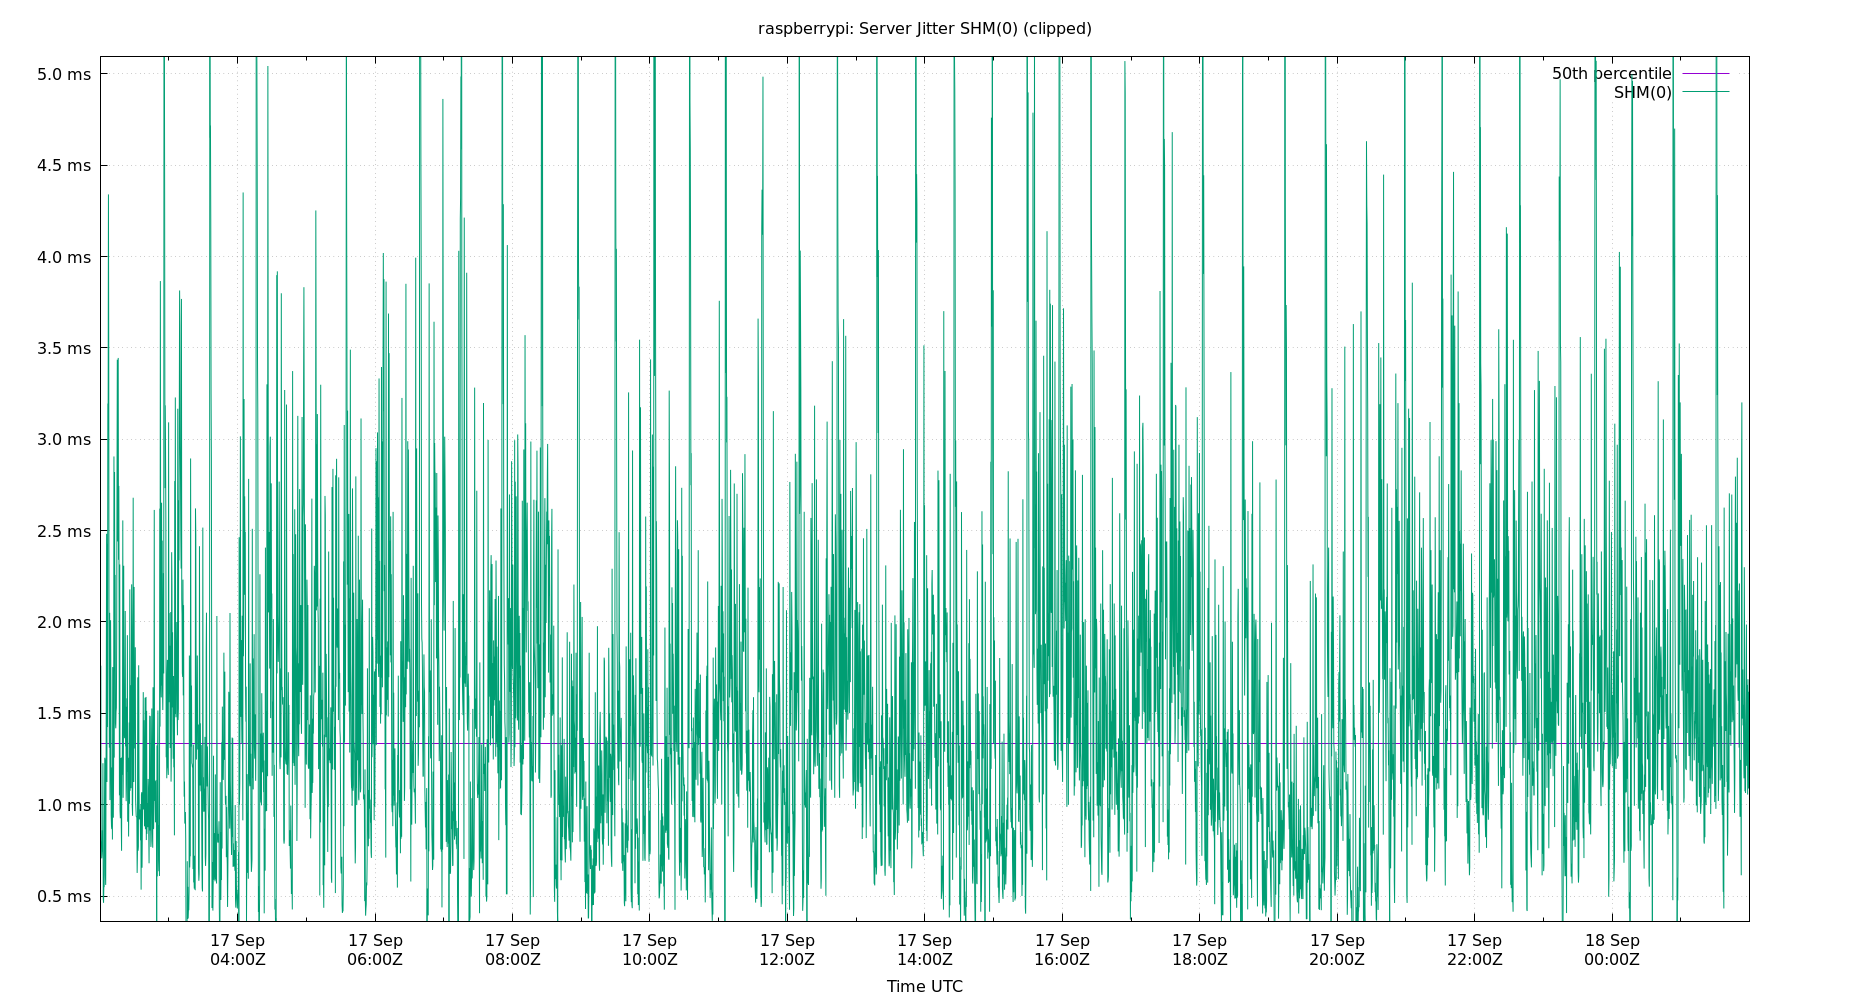 raspberrypi: Server Jitter SHM(0) (clipped)
50th percentile
SHM(0)
5.0 ms
4.5 ms
4.0 ms
3.5 ms
3.0 ms
2.5 ms
2.0 ms
1.5 ms
1.0 ms
0.5 ms
17 Sep 17 Sep 17 Sep 17 Sep 17 Sep 17 Sep 17 Sep 17 Sep 17 Sep 17 Sep 18 Sep
04:00Z 06:00Z 08:00Z 10:00Z 12:00Z 14:00Z 16:00Z 18:00Z 20:00Z 22:00Z 00:00Z
Time UTC